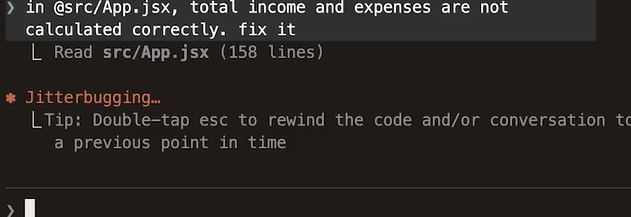 ❯ in @src/App.jsx, total income and expenses are not
calculated correctly. fix it
⎿ Read src/App.jsx (158 lines)
✽ Jitterbugging…
⎿Tip: Double-tap esc to rewind the code and/or conversation to
a previous point in time
❯